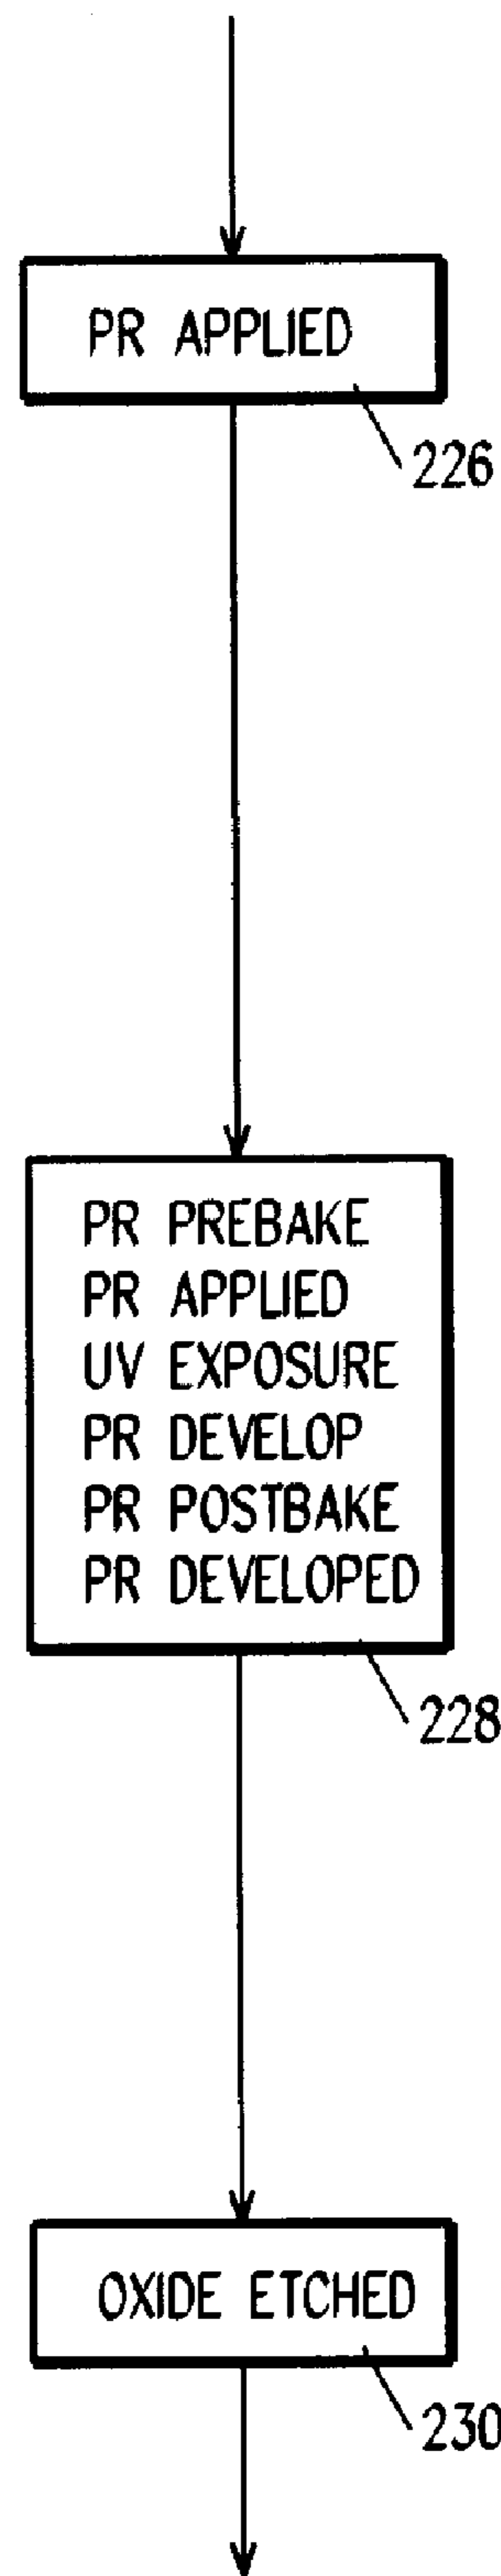 PR APPLIED
226
PR PREBAKE
PR APPLIED
UV EXPOSURE
PR DEVELOP
PR POSTBAKE
PR DEVELOPED
228
OXIDE ETCHED
230